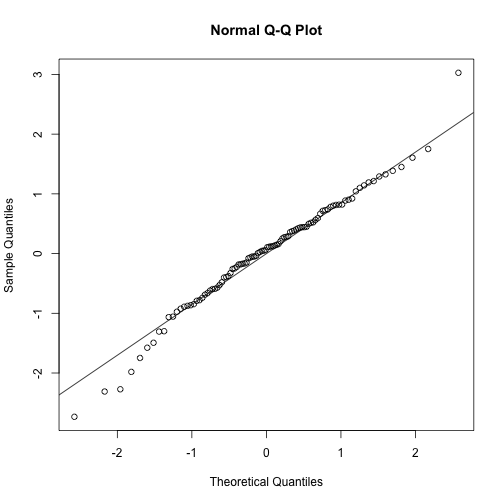 Normal Q-Q Plot
3
2
1
0
-1
-2
Sample Quantiles
-2 -1 0 1 2
Theoretical Quantiles